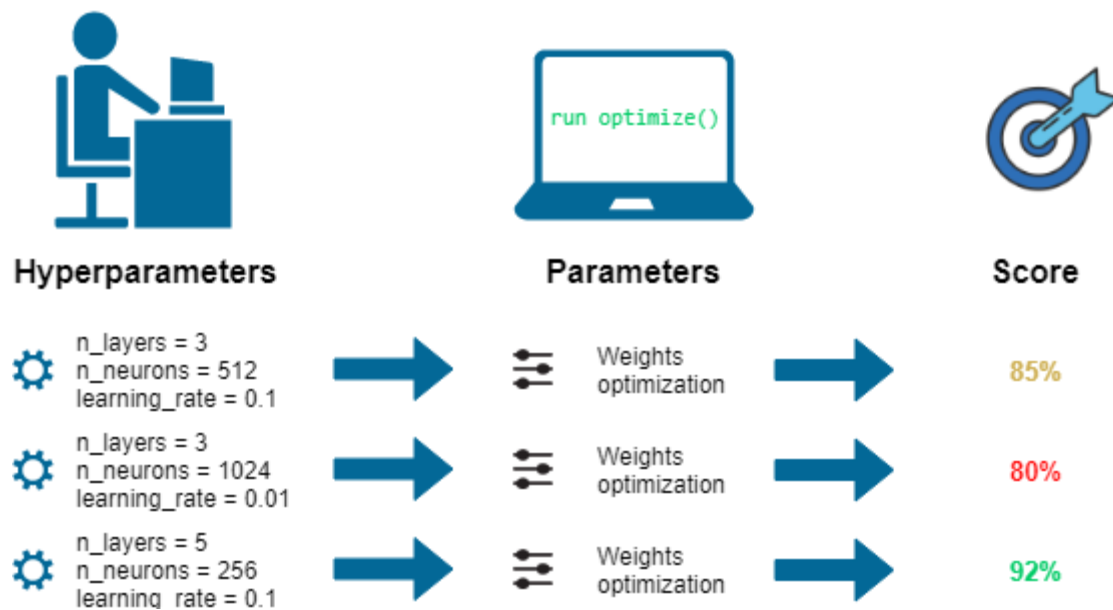 run optimize()
Hyperparameters
Parameters
Score
n_layers = 3
n_neurons = 512
learning_rate = 0.1
Weights
optimization
85%
n_layers = 3
n_neurons = 1024
learning_rate = 0.01
Weights
optimization
80%
n_layers = 5
n_neurons = 256
learning_rate = 0.1
Weights
optimization
92%